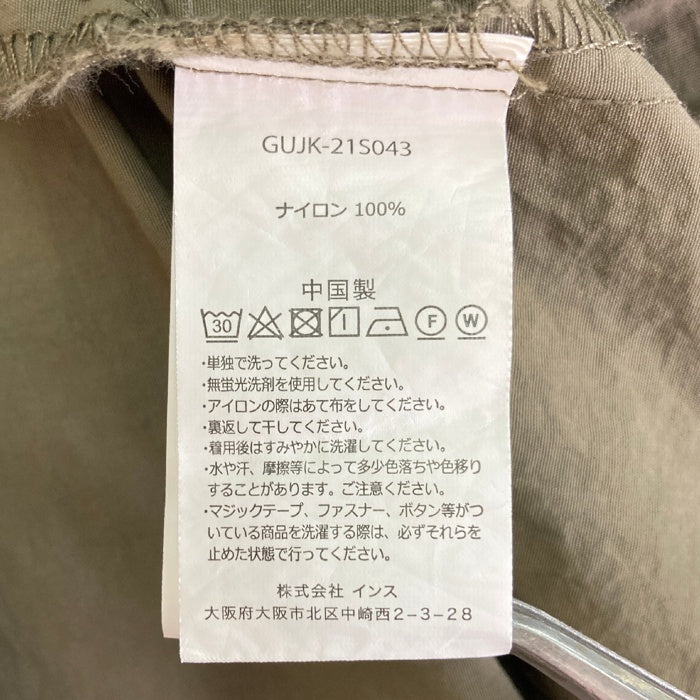 GUJK-21S043
ナイロン 100%
中国製
30 F W
・単独で洗ってください。
・無蛍光洗剤を使用してください。
・アイロンの際はあて布をしてください。
・裏返して干してください。
・着用後はすみやかに洗濯してください。
・水や汗、摩擦等によって多少色落ちや色移り
することがあります。ご注意ください。
・マジックテープ、ファスナー、ボタン等がつ
いている商品を洗濯する際は、必ずそれらを
止めた状態で行ってください。
株式会社 インス
大阪府大阪市北区中崎西2-3-28